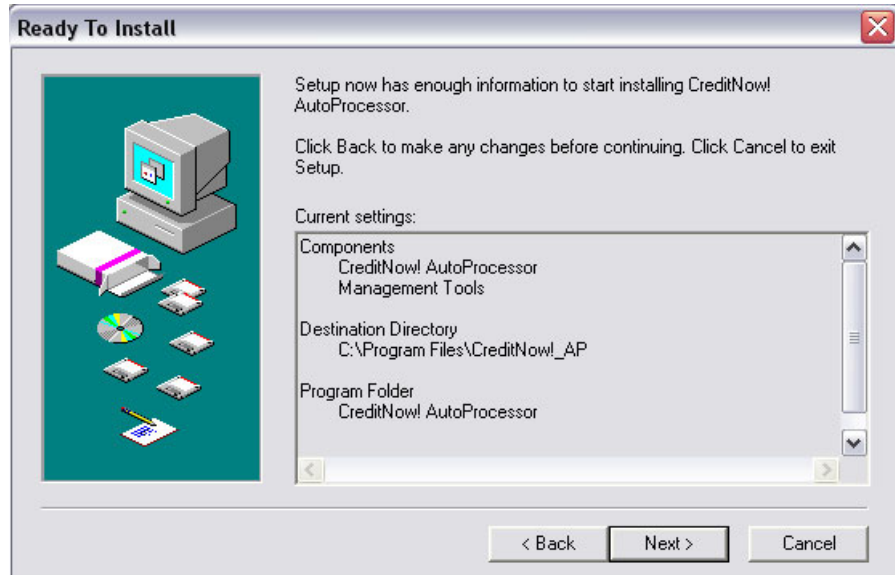 Ready To Install
Setup now has enough information to start installing CreditNow!
AutoProcessor.
Click Back to make any changes before continuing. Click Cancel to exit
Setup.
Current settings:
Components
CreditNow! AutoProcessor
Management Tools
Destination Directory
C:\Program Files\CreditNow!_AP
Program Folder
CreditNow! AutoProcessor
< Back
Next >
Cancel